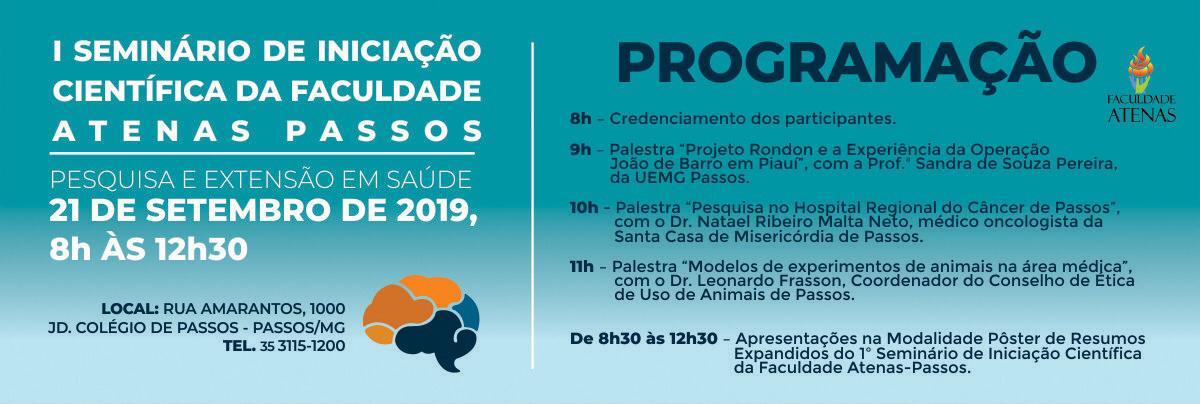 I SEMINÁRIO DE INICIAÇÃO
CIENTÍFICA DA FACULDADE
ATENAS PASSOS
PESQUISA E EXTENSÃO EM SAÚDE
21 DE SETEMBRO DE 2019,
8h ÀS 12h30
LOCAL: RUA AMARANTOS, 1000
JD. COLÉGIO DE PASSOS - PASSOS/MG
TEL. 35 3115-1200
PROGRAMAÇÃO
FACULDADE
ATENAS
8h – Credenciamento dos participantes.
9h – Palestra “Projeto Rondon e a Experiência da Operação
João de Barro em Piauí”, com a Prof.ª Sandra de Souza Pereira,
da UEMG Passos.
10h - Palestra “Pesquisa no Hospital Regional do Câncer de Passos”,
com o Dr. Natael Ribeiro Malta Neto, médico oncologista da
Santa Casa de Misericórdia de Passos.
11h – Palestra “Modelos de experimentos de animais na área médica”,
com o Dr. Leonardo Frasson, Coordenador do Conselho de Ética
de Uso de Animais de Passos.
De 8h30 às 12h30 – Apresentações na Modalidade Pôster de Resumos
Expandidos do 1° Seminário de Iniciação Científica
da Faculdade Atenas-Passos.